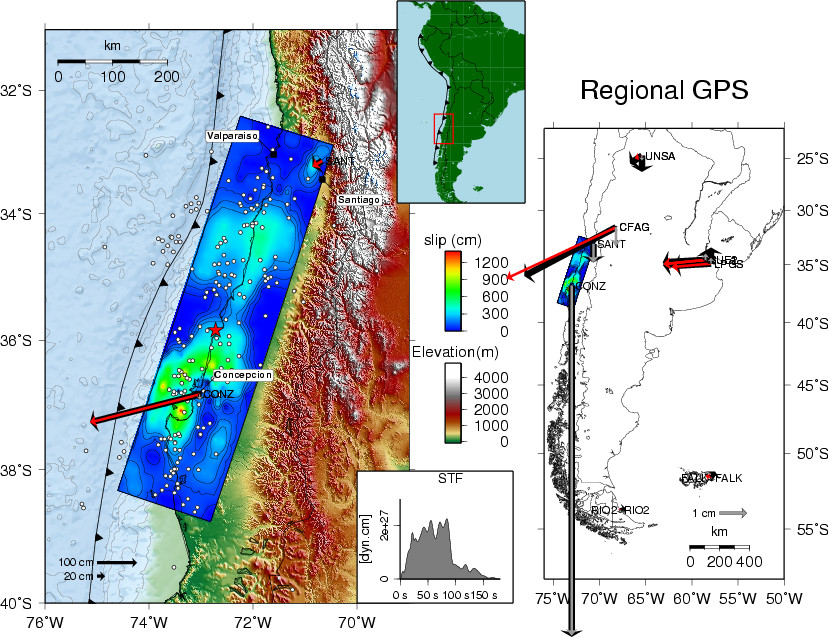 km
0 100 200
32°S
34°S
36°S
38°S
40°S
76°W 74°W 72°W 70°W
Valparaiso
SANT
Santiago
Concepcion
CONZ
100 cm
20 cm
slip (cm)
1200
900
600
300
0
Elevation(m)
4000
3000
2000
1000
0
STF
[dyn.cm]
2e+27
0
0 s 50 s 100 s 150 s
Regional GPS
UNSA
CFAG
SANT
LPGS
CONZ
FALK
RIO2 RIO2
1 cm
km
0 200 400
25°S
30°S
35°S
40°S
45°S
50°S
55°S
75°W 70°W 65°W 60°W 55°W 50°W